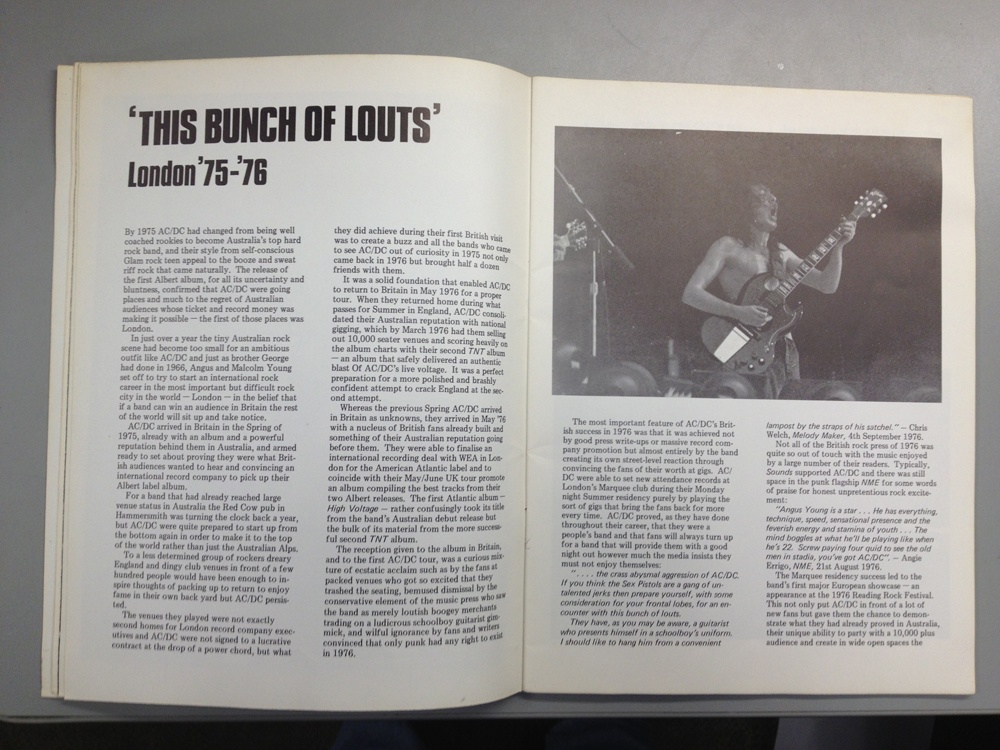 ‘THIS BUNCH OF LOUTS’
London ’75-’76
By 1975 AC/DC had changed from being well
coached rookies to become Australia's top hard
rock band, and their style from self-conscious
Glam rock teen appeal to the booze and sweat
riff rock that came naturally. The release of
the first Albert album, for all its uncertainty and
bluntness, confirmed that AC/DC were going
places and much to the regret of Australian
audiences whose ticket and record money was
making it possible — the first of those places was
London.
In just over a year the tiny Australian rock
scene had become too small for an ambitious
outfit like AC/DC and just as brother George
had done in 1966, Angus and Malcolm Young
set off to try to start an international rock
career in the most important but difficult rock
city in the world — London — in the belief that
if a band can win an audience in Britain the rest
of the world will sit up and take notice.
AC/DC arrived in Britain in the Spring of
1975, already with an album and a powerful
reputation behind them in Australia, and armed
ready to set about proving they were what Brit-
ish audiences wanted to hear and convincing an
international record company to pick up their
Albert label album.
For a band that had already reached large
venue status in Australia the Red Cow pub in
Hammersmith was turning the clock back a year,
but AC/DC were quite prepared to start up from
the bottom again in order to make it to the top
of the world rather than just the Australian Alps.
To a less determined group of rockers dreary
England and dingy club venues in front of a few
hundred people would have been enough to in-
spire thoughts of packing up to return to enjoy
fame in their own back yard but AC/DC persis-
ted.
The venues they played were not exactly
second homes for London record company exec-
utives and AC/DC were not signed to a lucrative
contract at the drop of a power chord, but what
they did achieve during their first British visit
was to create a buzz and all the bands who came
to see AC/DC out of curiosity in 1975 not only
came back in 1976 but brought half a dozen
friends with them.
It was a solid foundation that enabled AC/DC
to return to Britain in May 1976 for a proper
tour. When they returned home during what
passes for Summer in England, AC/DC consoli-
dated their Australian reputation with national
gigging, which by March 1976 had them selling
out 10,000 seater venues and scoring heavily on
the album charts with their second TNT album
— an album that safely delivered an authentic
blast Of AC/DC's live voltage. It was a perfect
preparation for a more polished and brashly
confident attempt to crack England at the sec-
ond attempt.
Whereas the previous Spring AC/DC arrived
in Britain as unknowns, they arrived in May '76
with a nucleus of British fans already built and
something of their Australian reputation going
before them. They were able to finalise an
international recording deal with WEA in Lon-
don for the American Atlantic label and to
coincide with their May/June UK tour promote
an album compiling the best tracks from their
two Albert releases. The first Atlantic album —
High Voltage — rather confusingly took its title
from the band's Australian debut release but
the bulk of its material from the more success-
ful second TNT album.
The reception given to the album in Britain,
and to the first AC/DC tour, was a curious mix-
ture of ecstatic acclaim such as by the fans at
packed venues who got so excited that they
trashed the seating, bemused dismissal by the
conservative element of the music press who saw
the band as merely loutish boogey merchants
trading on a ludicrous schoolboy guitarist gim-
mick, and wilful ignorance by fans and writers
convinced that only punk had any right to exist
in 1976.
The most important feature of AC/DC's Brit-
ish success in 1976 was that it was achieved not
by good press write-ups or massive record com-
pany promotion but almost entirely by the band
creating its own street-level reaction through
convincing the fans of their worth at gigs. AC/
DC were able to set new attendance records at
London's Marquee club during their Monday
night Summer residency purely by playing the
sort of gigs that bring the fans back for more
every time. AC/DC proved, as they have done
throughout their career, that they were a
people's band and that fans will always turn up
for a band that will provide them with a good
night out however much the media insists they
must not enjoy themselves:
“. . . . the crass abysmal aggression of AC/DC.
If you think the Sex Pistols are a gang of un-
talented jerks then prepare yourself, with some
consideration for your frontal lobes, for an en-
counter with this bunch of louts.
They have, as you may be aware, a guitarist
who presents himself in a schoolboy's uniform.
I should like to hang him from a convenient
lampost by the straps of his satchel.” — Chris
Welch, Melody Maker, 4th September 1976.
Not all of the British rock press of 1976 was
quite so out of touch with the music enjoyed
by a large number of their readers. Typically,
Sounds supported AC/DC and there was still
space in the punk flagship NME for some words
of praise for honest unpretentious rock excite-
ment:
“Angus Young is a star . . . He has everything,
technique, speed, sensational presence and the
feverish energy and stamina of youth . . . The
mind boggles at what he'll be playing like when
he's 22. Screw paying four quid to see the old
men in stadia, you've got AC/DC”. — Angie
Errigo, NME, 21st August 1976.
The Marquee residency success led to the
band's first major European showcase — an
appearance at the 1976 Reading Rock Festival.
This not only put AC/DC in front of a lot of
new fans but gave them the chance to demon-
strate what they had already proved in Australia,
their unique ability to party with a 10,000 plus
audience and create in wide open spaces the